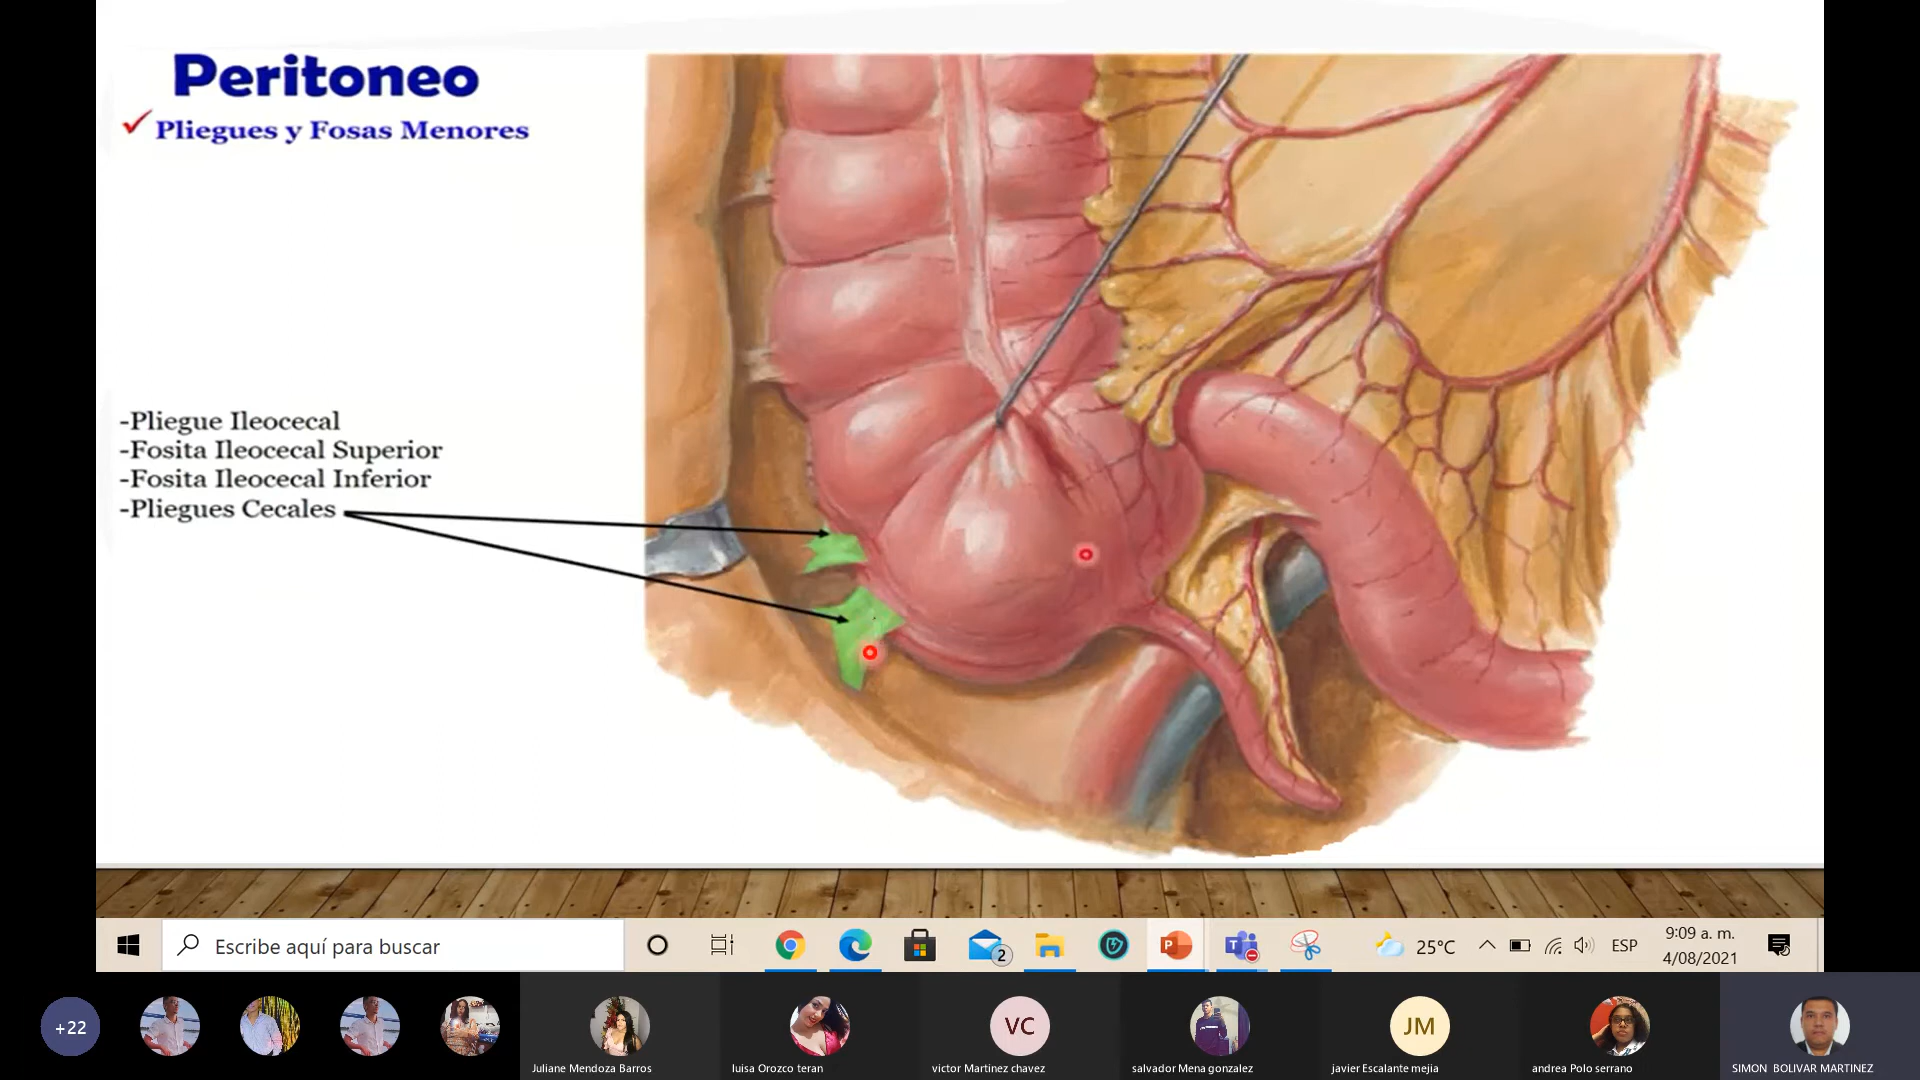 Peritoneo
Pliegues y Fosas Menores
-Pliegue Ileocecal
-Fosita Ileocecal Superior
-Fosita Ileocecal Inferior
-Pliegues Cecales
Escribe aquí para buscar
2
25°C
ESP
9:09 a. m.
4/08/2021
+22
VC
JM
Juliane Mendoza Barros
luisa Orozco teran
victor Martinez chavez
salvador Mena gonzalez
javier Escalante mejia
andrea Polo serrano
SIMON BOLIVAR MARTINEZ